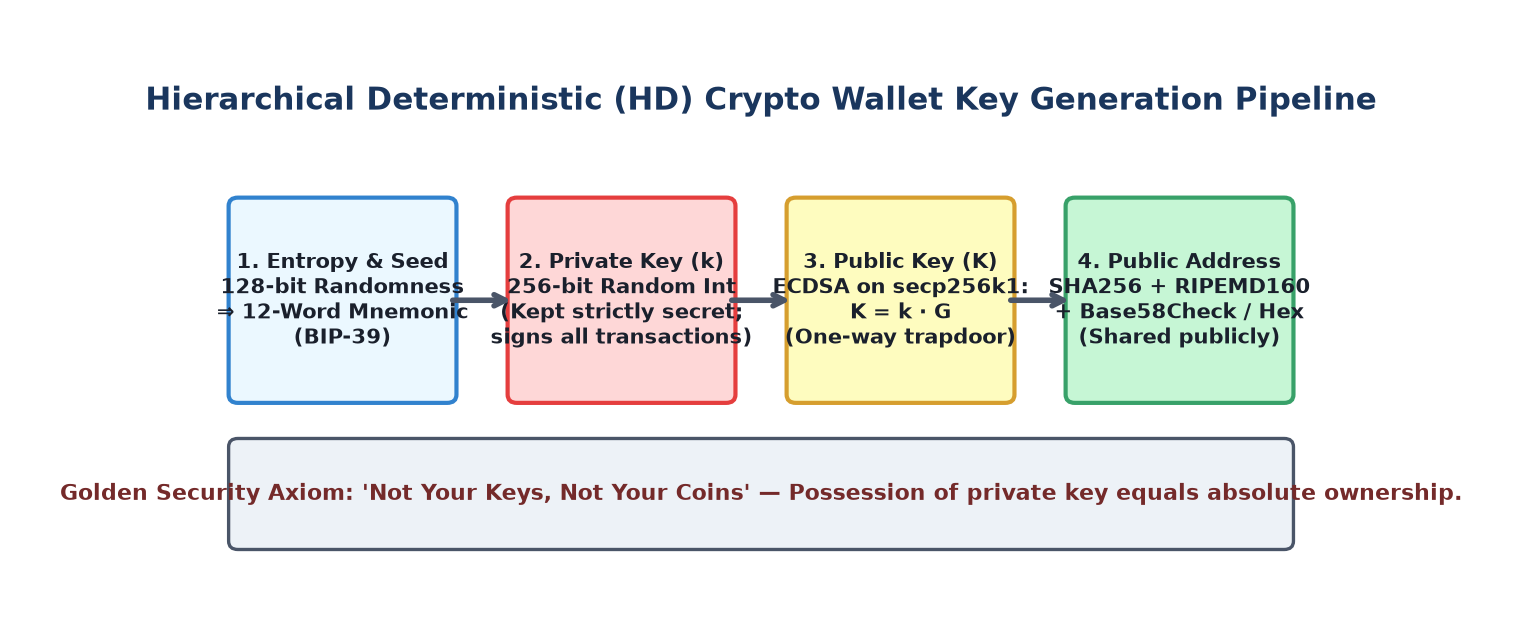 Hierarchical Deterministic (HD) Crypto Wallet Key Generation Pipeline
1. Entropy & Seed
128-bit Randomness
⇒ 12-Word Mnemonic
(BIP-39)
2. Private Key (k)
256-bit Random Int
(Kept strictly secret;
signs all transactions)
3. Public Key (K)
ECDSA on secp256k1:
K = k · G
(One-way trapdoor)
4. Public Address
SHA256 + RIPEMD160
+ Base58Check / Hex
(Shared publicly)
Golden Security Axiom: 'Not Your Keys, Not Your Coins' — Possession of private key equals absolute ownership.